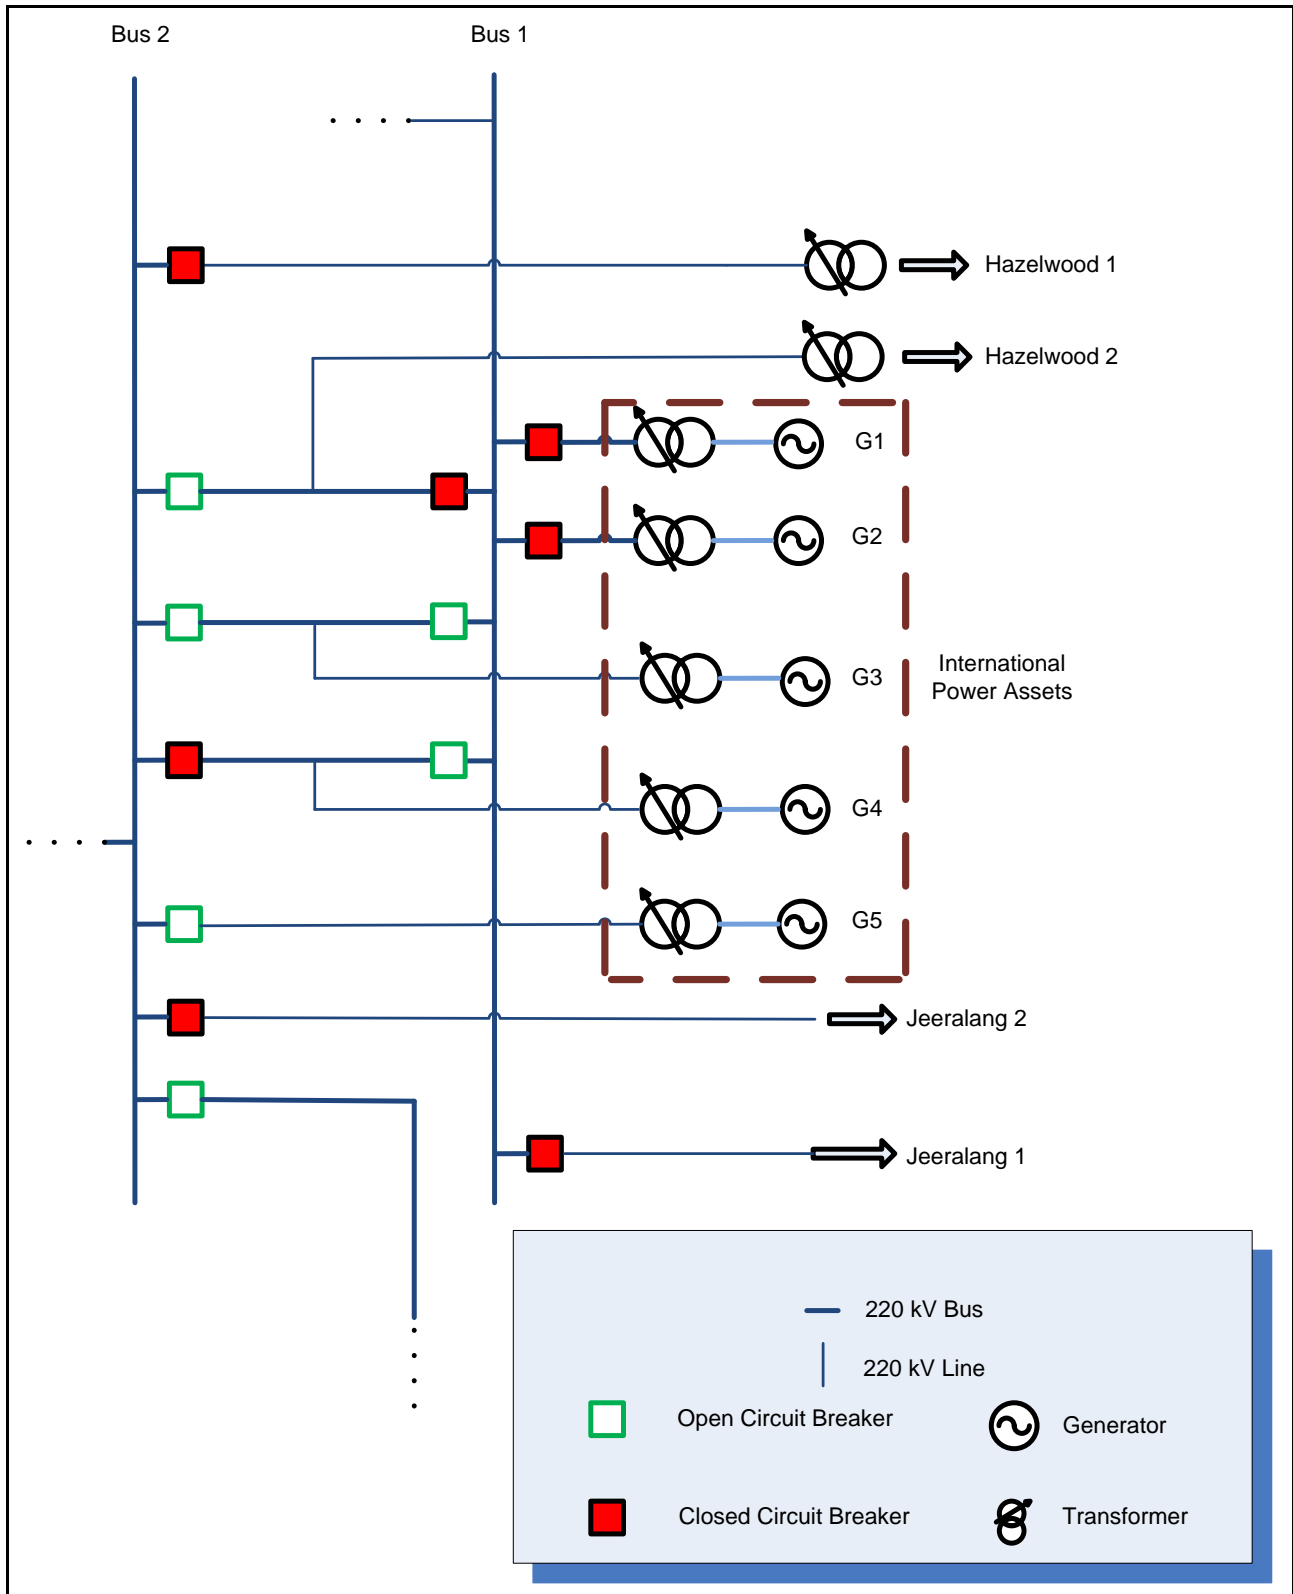 Bus 2
Bus 1
Hazelwood 1
Hazelwood 2
G1
G2
G3
International
Power Assets
G4
G5
Jeeralang 2
Jeeralang 1
220 kV Bus
220 kV Line
Open Circuit Breaker
Generator
Closed Circuit Breaker
Transformer